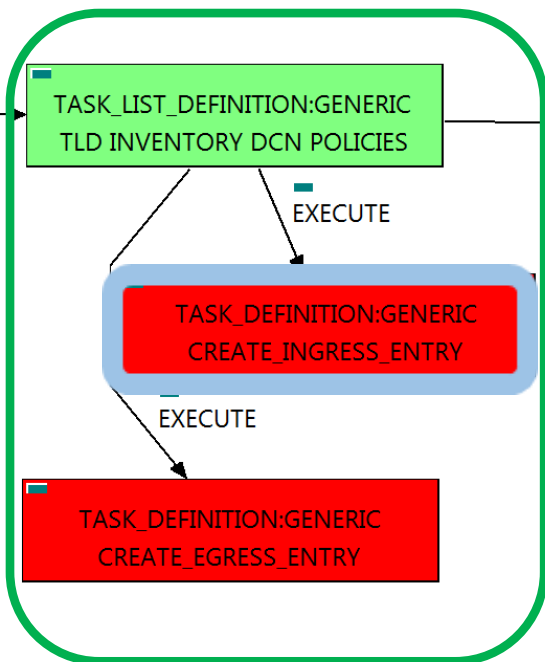 TASK_LIST_DEFINITION:GENERIC
TLD INVENTORY DCN POLICIES
EXECUTE
TASK_DEFINITION:GENERIC
CREATE_INGRESS_ENTRY
EXECUTE
TASK_DEFINITION:GENERIC
CREATE_EGRESS_ENTRY